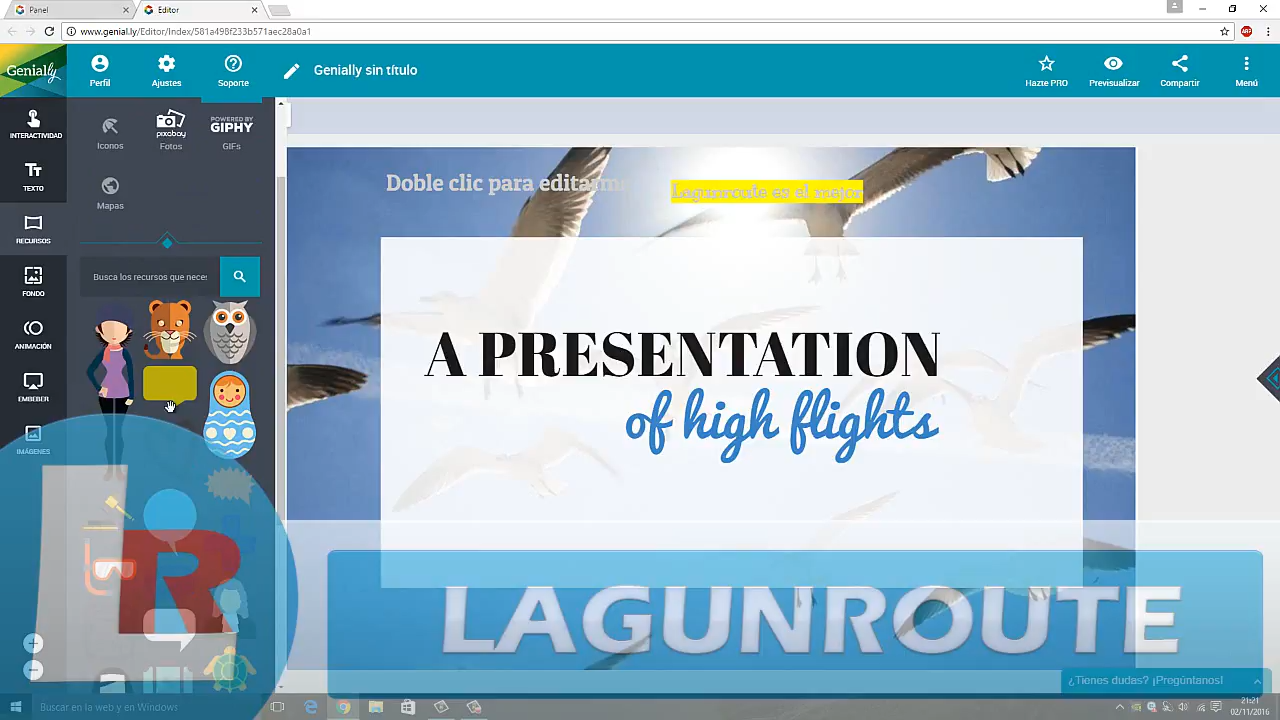 Panel
Editor
www.genial.ly/Editor/Index/581a498f233b571aec28a0a1
Genially
Perfil
Ajustes
Soporte
Genially sin título
Hazte PRO
Previsualizar
Compartir
Menú
INTERACTIVIDAD
TEXTO
RECURSOS
FONDO
ANIMACIÓN
EMBEBER
IMÁGENES
Iconos
pixabay
Fotos
POWERED BY
GIPHY
GIFs
Mapas
Busca los recursos que neces
Doble clic para editarme
Lagunroute es el mejor
A PRESENTATION
of high flights
R
LAGUNROUTE
¿Tienes dudas? ¡Pregúntanos!
Buscar en la web y en Windows
21:21
02/11/2016